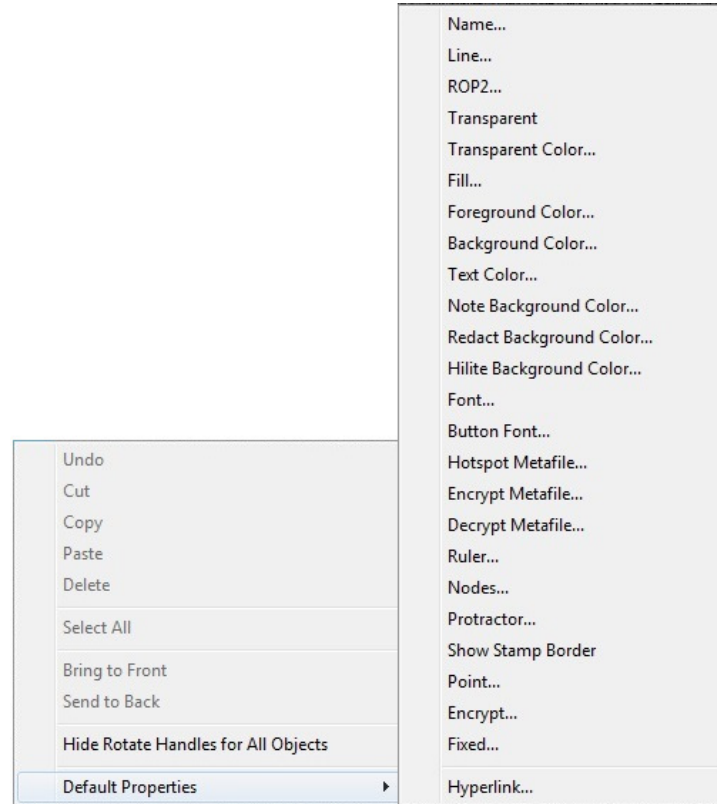 Undo
Cut
Copy
Paste
Delete
Select All
Bring to Front
Send to Back
Hide Rotate Handles for All Objects
Default Properties
Name...
Line...
ROP2...
Transparent
Transparent Color...
Fill...
Foreground Color...
Background Color...
Text Color...
Note Background Color...
Redact Background Color...
Hilite Background Color...
Font...
Button Font...
Hotspot Metafile...
Encrypt Metafile...
Decrypt Metafile...
Ruler...
Nodes...
Protractor...
Show Stamp Border
Point...
Encrypt...
Fixed...
Hyperlink...